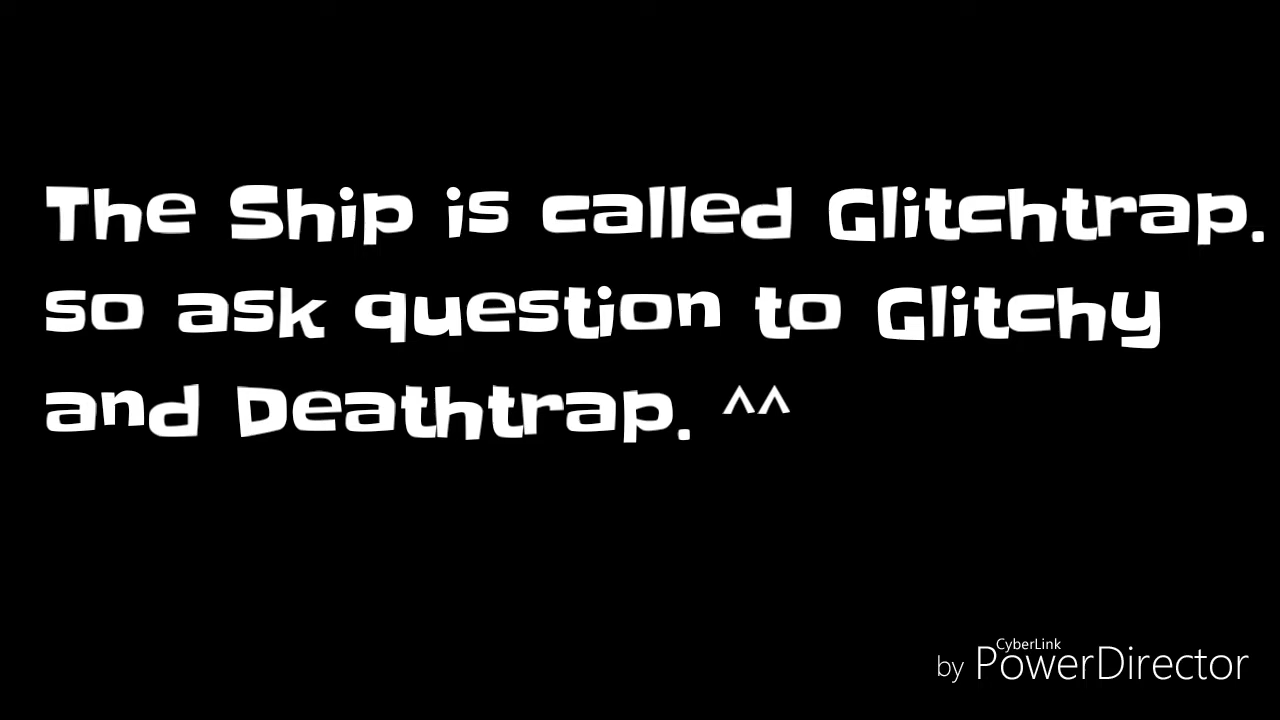 The Ship is called Glitchtrap.
so ask question to Glitchy
and Deathtrap. ^^
CyberLink
by PowerDirector